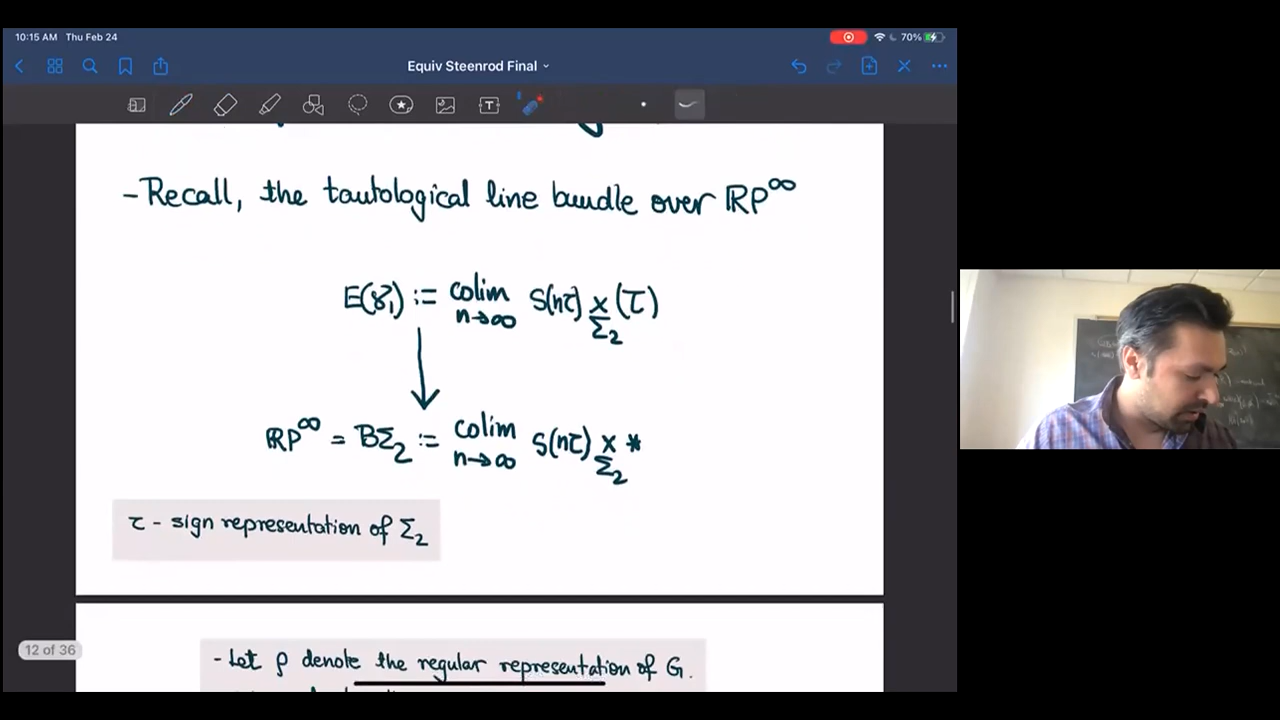 10:15 AM Thu Feb 24
70%
Equiv Steenrod Final
- Recall, the tautological line bundle over RP^∞
E(γ₁) := colim_{n→∞} S(nτ) ×_{Σ₂} (τ)
RP^∞ = BΣ₂ := colim_{n→∞} S(nτ) ×_{Σ₂} *
τ - sign representation of Σ₂
12 of 36
- Let ρ denote the regular representation of G.